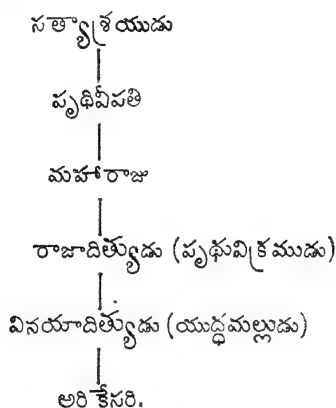 సత్యాశ్రయుడు
పృథివీపతి
మహారాజు
రాజాదిత్యుడు (పృథువిక్రముడు)
వినయాదిత్యుడు (యుద్ధమల్లుడు)
అరి కేసరి.